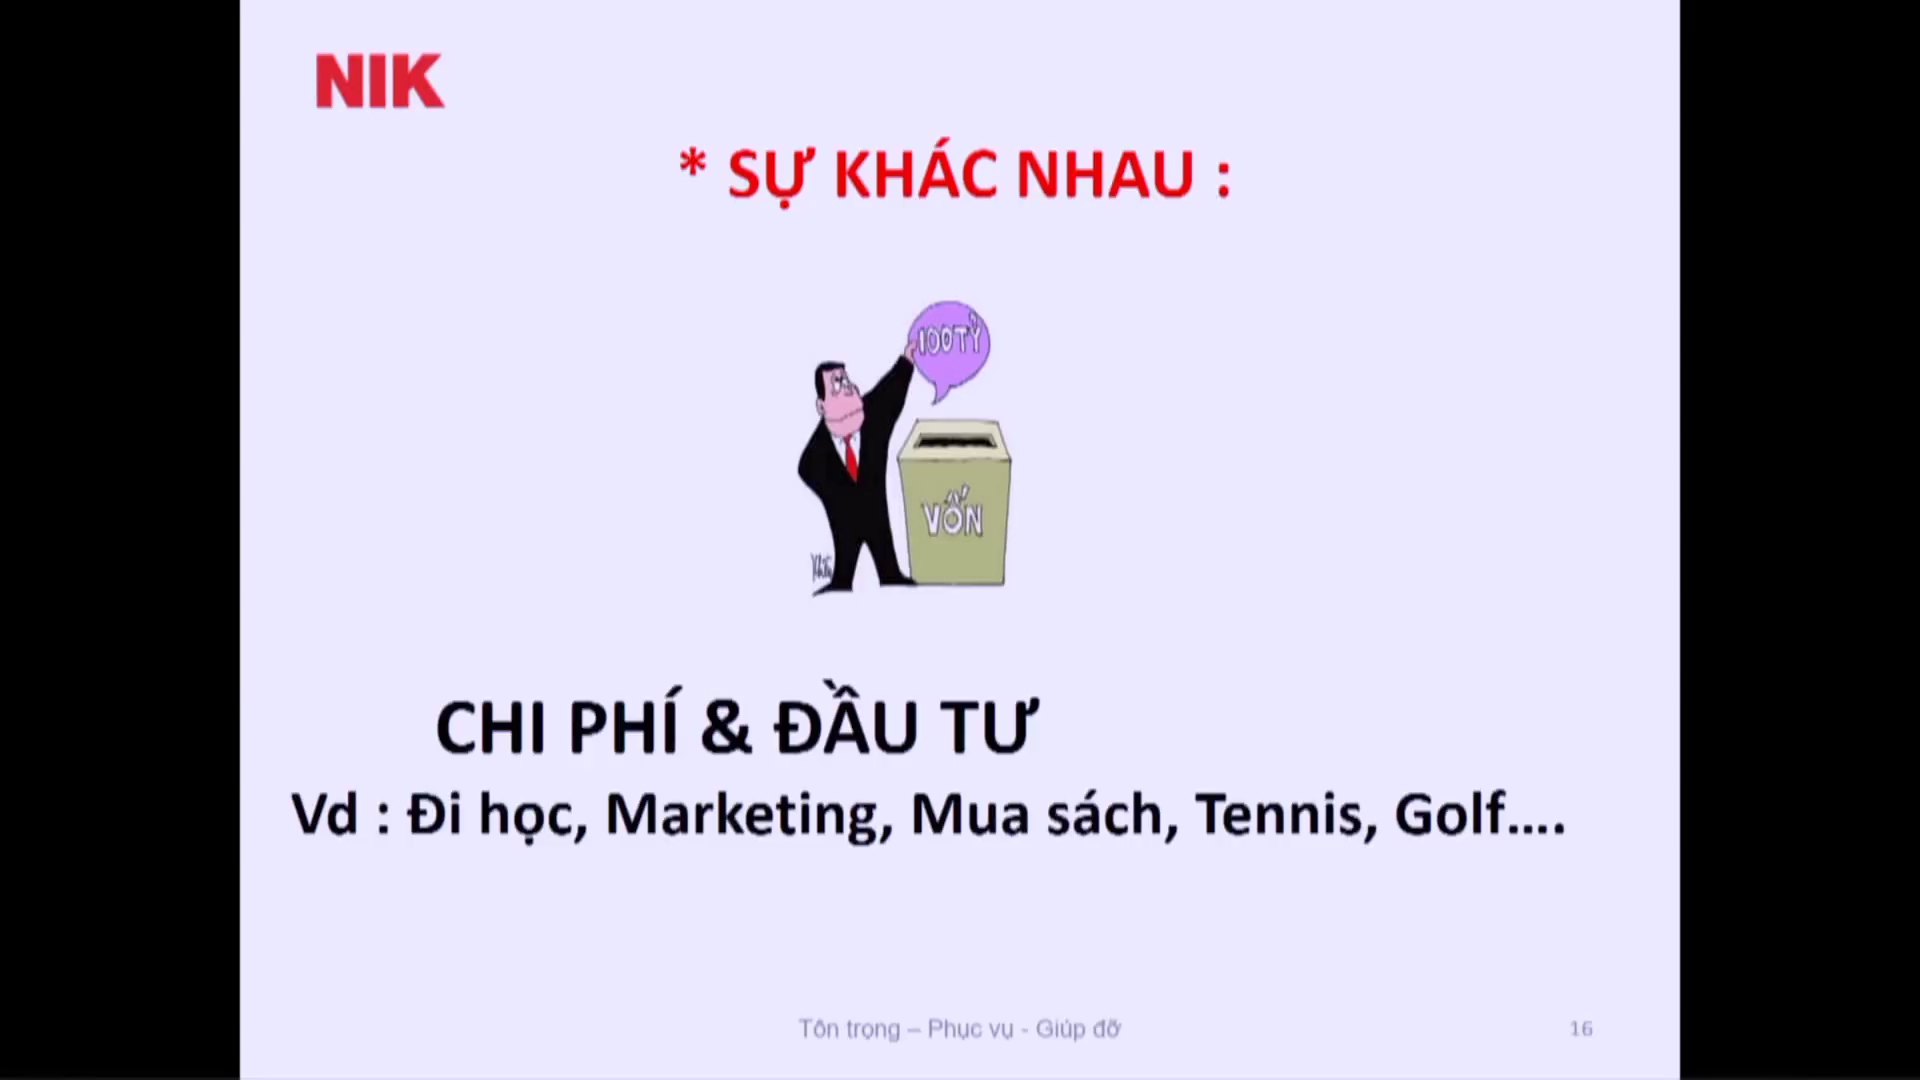 NIK
* SỰ KHÁC NHAU :
100TỶ
VỐN
CHI PHÍ & ĐẦU TƯ
Vd : Đi học, Marketing, Mua sách, Tennis, Golf....
Tôn trọng – Phục vụ - Giúp đỡ
16